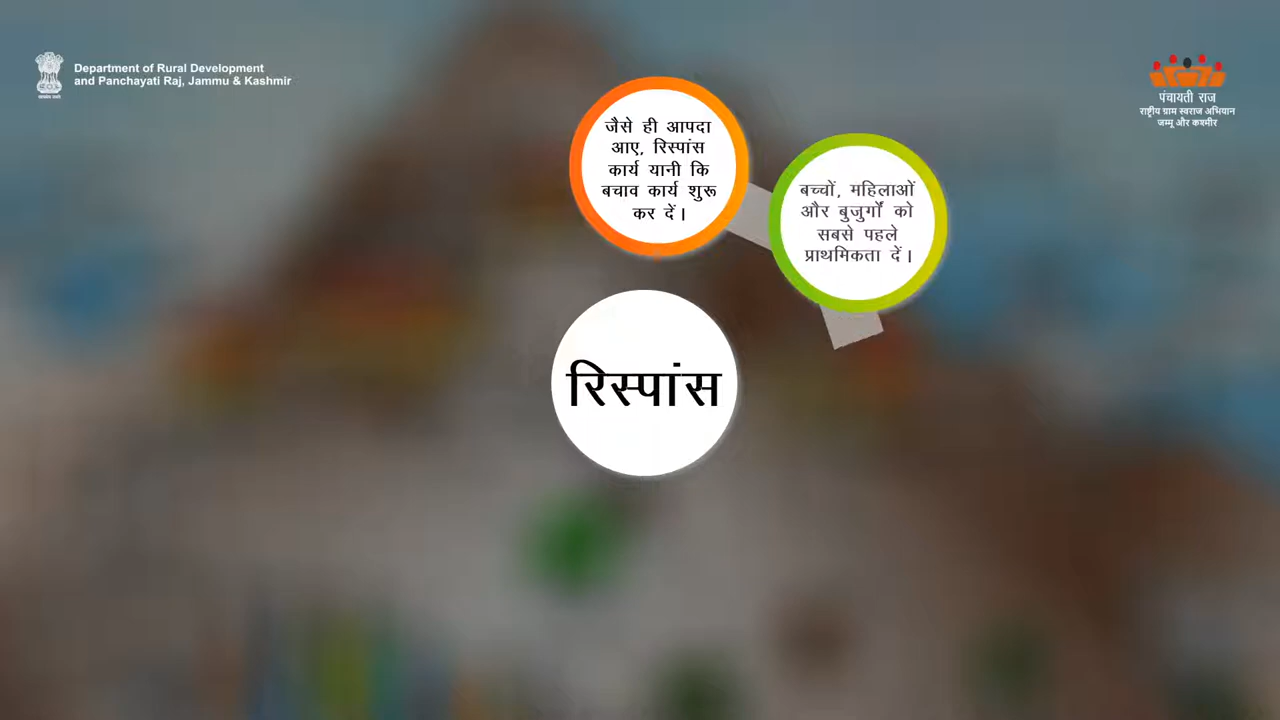 Department of Rural Development
and Panchayati Raj, Jammu & Kashmir
पंचायती राज
राष्ट्रीय ग्राम स्वराज अभियान
जम्मू और कश्मीर
जैसे ही आपदा
आए, रिस्पांस
कार्य यानी कि
बचाव कार्य शुरू
कर दें।
बच्चों, महिलाओं
और बुजुर्गों को
सबसे पहले
प्राथमिकता दें।
रिस्पांस